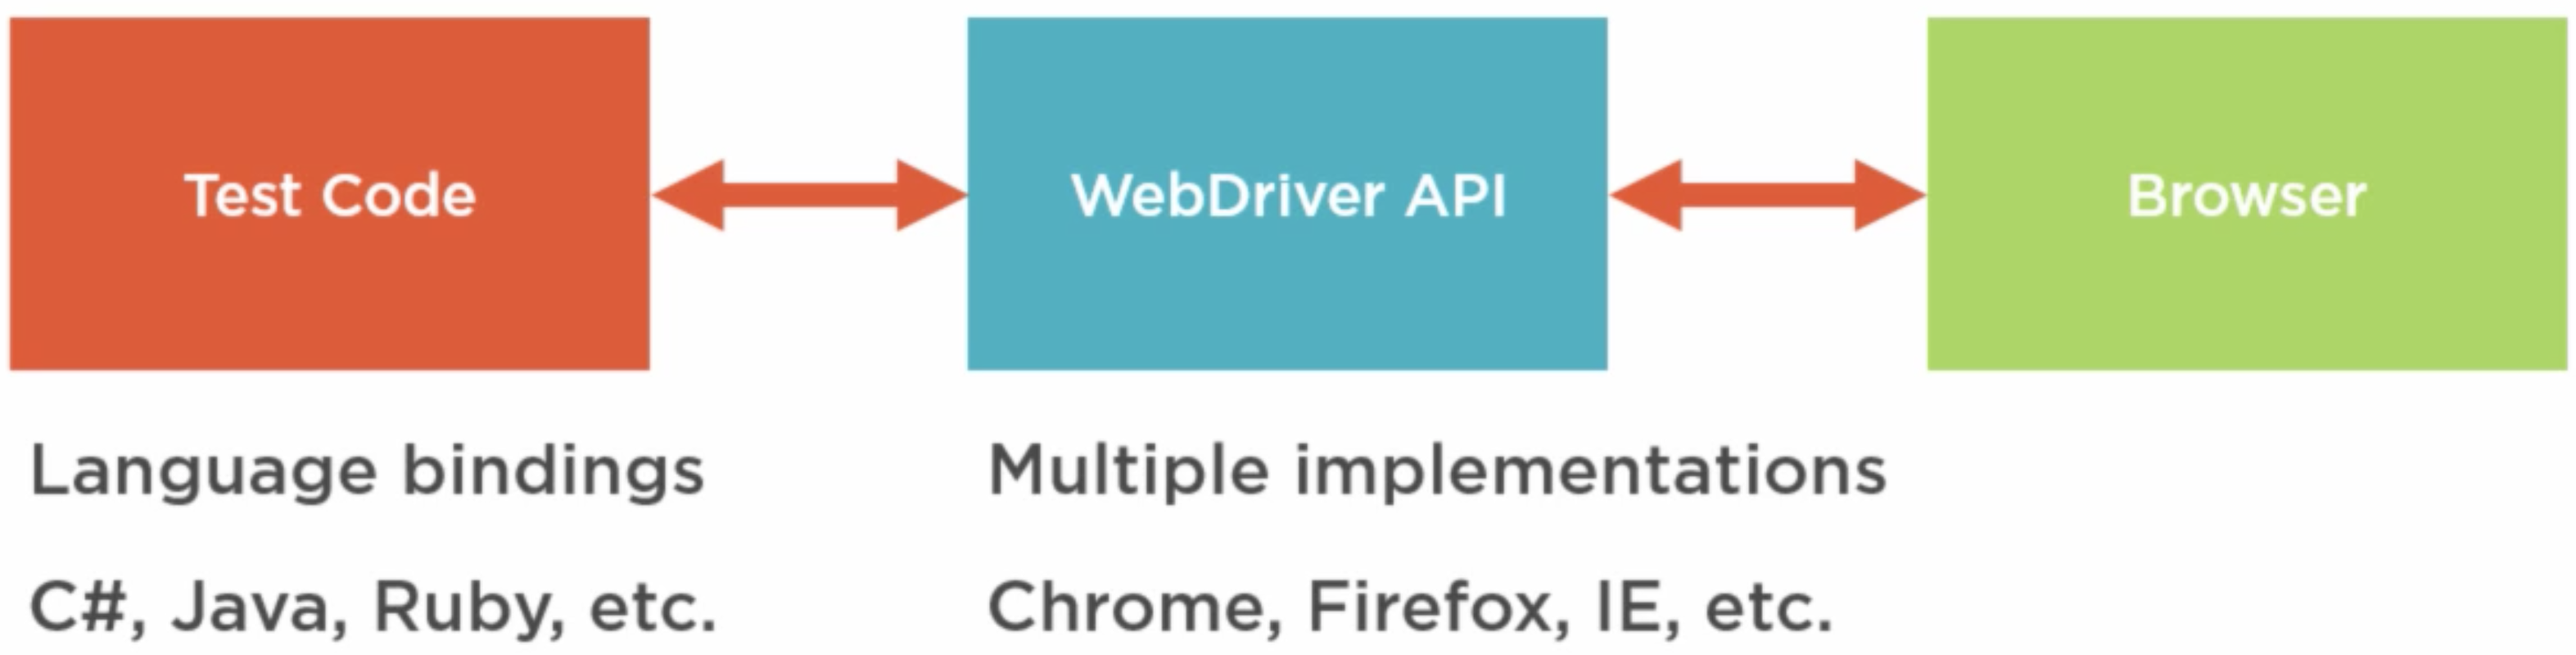 Test Code
WebDriver API
Browser
Language bindings
Multiple implementations
C#, Java, Ruby, etc.
Chrome, Firefox, IE, etc.